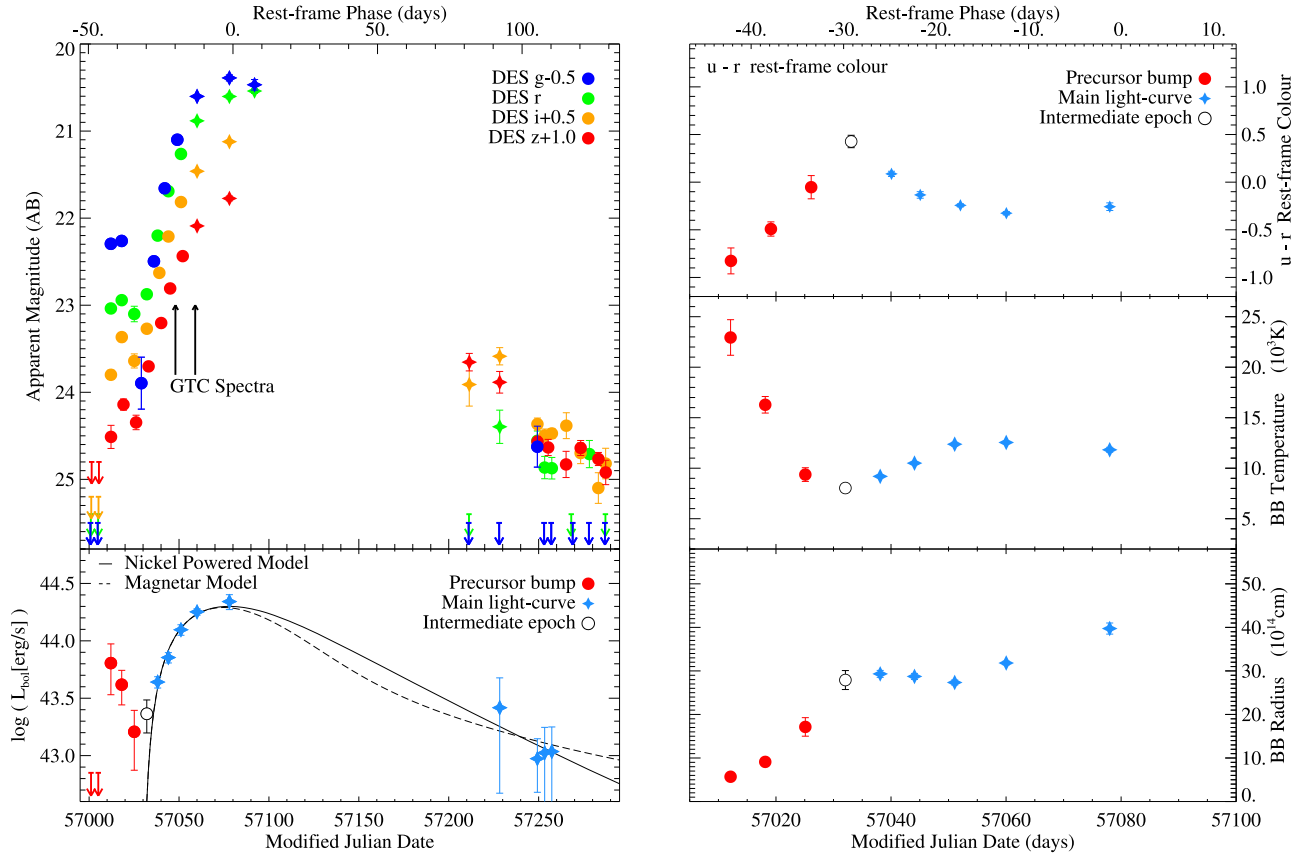 Rest-frame Phase (days)
-50. 0. 50. 100.
20
21
22
23
24
25
Apparent Magnitude (AB)
DES g-0.5
DES r
DES i+0.5
DES z+1.0
GTC Spectra
Nickel Powered Model
Magnetar Model
Precursor bump
Main light-curve
Intermediate epoch
44.5
44.0
43.5
43.0
log ( L_bol[erg/s] )
57000 57050 57100 57150 57200 57250
Modified Julian Date
Rest-frame Phase (days)
-40. -30. -20. -10. 0. 10.
u - r rest-frame colour
Precursor bump
Main light-curve
Intermediate epoch
1.0
0.5
0.0
-0.5
-1.0
u - r Rest-frame Colour
25.
20.
15.
10.
5.
BB Temperature (10^3K)
50.
40.
30.
20.
10.
0.
BB Radius (10^14cm)
57020 57040 57060 57080 57100
Modified Julian Date (days)